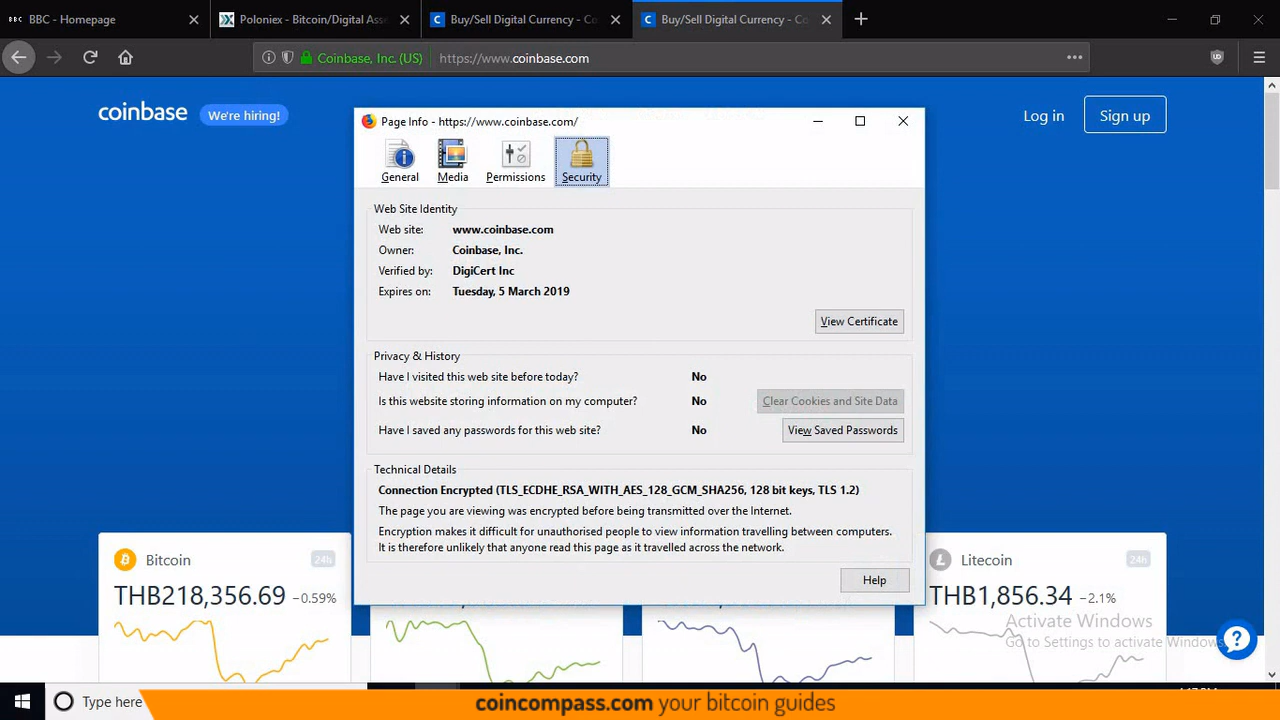 BBC - Homepage
Poloniex - Bitcoin/Digital Asse
Buy/Sell Digital Currency - Co
Buy/Sell Digital Currency - Co
Coinbase, Inc. (US)
https://www.coinbase.com
coinbase
We're hiring!
Log in
Sign up
Page Info - https://www.coinbase.com/
General
Media
Permissions
Security
Web Site Identity
Web site: www.coinbase.com
Owner: Coinbase, Inc.
Verified by: DigiCert Inc
Expires on: Tuesday, 5 March 2019
View Certificate
Privacy & History
Have I visited this web site before today? No
Is this website storing information on my computer? No
Clear Cookies and Site Data
Have I saved any passwords for this web site? No
View Saved Passwords
Technical Details
Connection Encrypted (TLS_ECDHE_RSA_WITH_AES_128_GCM_SHA256, 128 bit keys, TLS 1.2)
The page you are viewing was encrypted before being transmitted over the Internet.
Encryption makes it difficult for unauthorised people to view information travelling between computers.
It is therefore unlikely that anyone read this page as it travelled across the network.
Help
Bitcoin 24h
THB218,356.69 −0.59%
Litecoin 24h
THB1,856.34 −2.1%
Activate Windows
Go to Settings to activate Windows.
Type here
coincompass.com your bitcoin guides